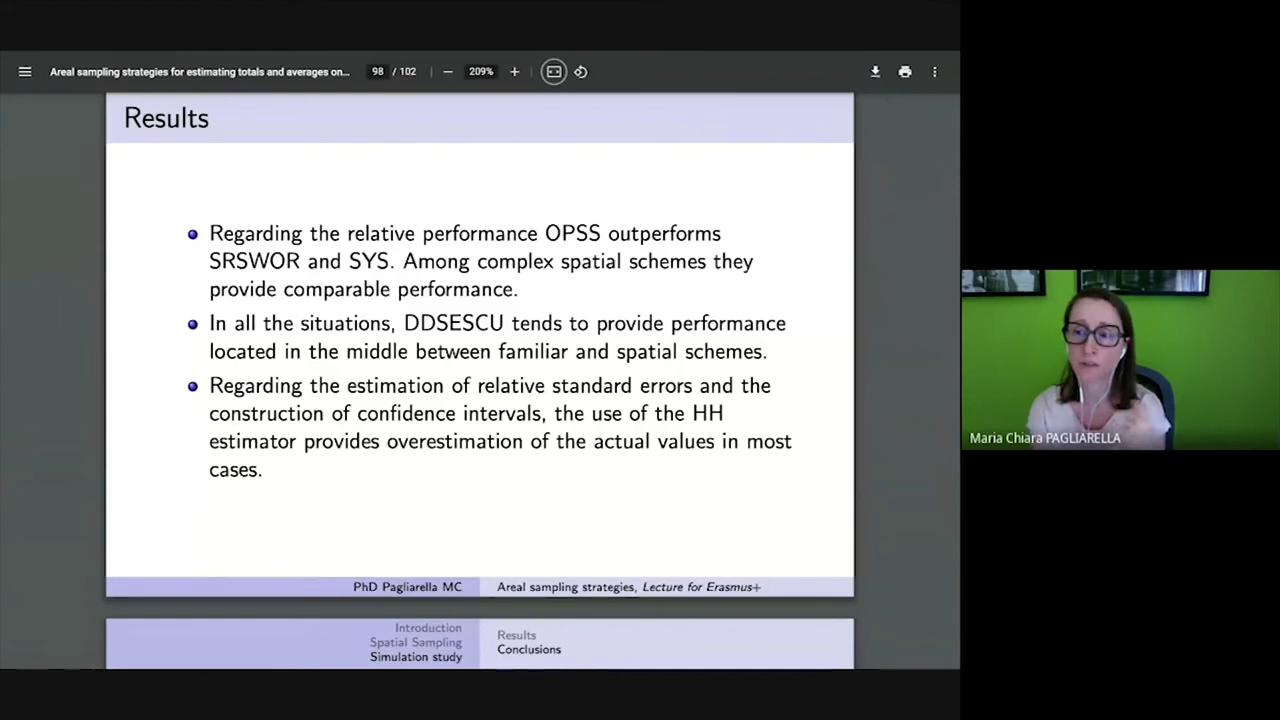 Areal sampling strategies for estimating totals and averages on...
98 / 102
209%
Results
Regarding the relative performance OPSS outperforms
SRSWOR and SYS. Among complex spatial schemes they
provide comparable performance.
In all the situations, DDSESCU tends to provide performance
located in the middle between familiar and spatial schemes.
Regarding the estimation of relative standard errors and the
construction of confidence intervals, the use of the HH
estimator provides overestimation of the actual values in most
cases.
PhD Pagliarella MC
Areal sampling strategies, Lecture for Erasmus+
Introduction
Spatial Sampling
Simulation study
Results
Conclusions
Maria Chiara PAGLIARELLA